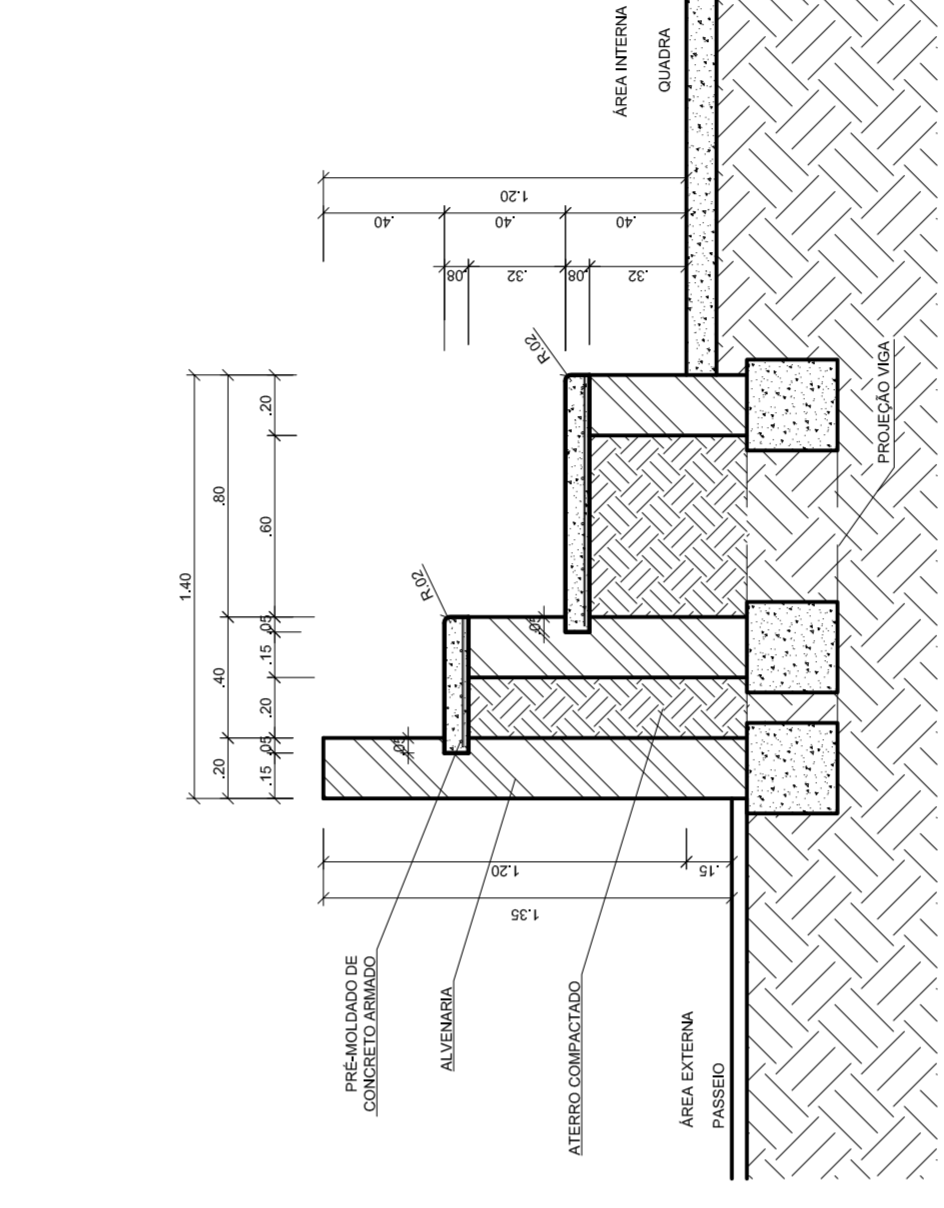 ÁREA INTERNA
QUADRA
1.20
.40
.40
.40
.08
.32
.08
.32
R.02
R.02
1.40
.20
.40
.80
.15
.05
.20
.15
.05
.60
.20
.05
.05
PROJEÇÃO VIGA
1.20
.15
1.35
PRÉ-MOLDADO DE
CONCRETO ARMADO
ALVENARIA
ATERRO COMPACTADO
ÁREA EXTERNA
PASSEIO